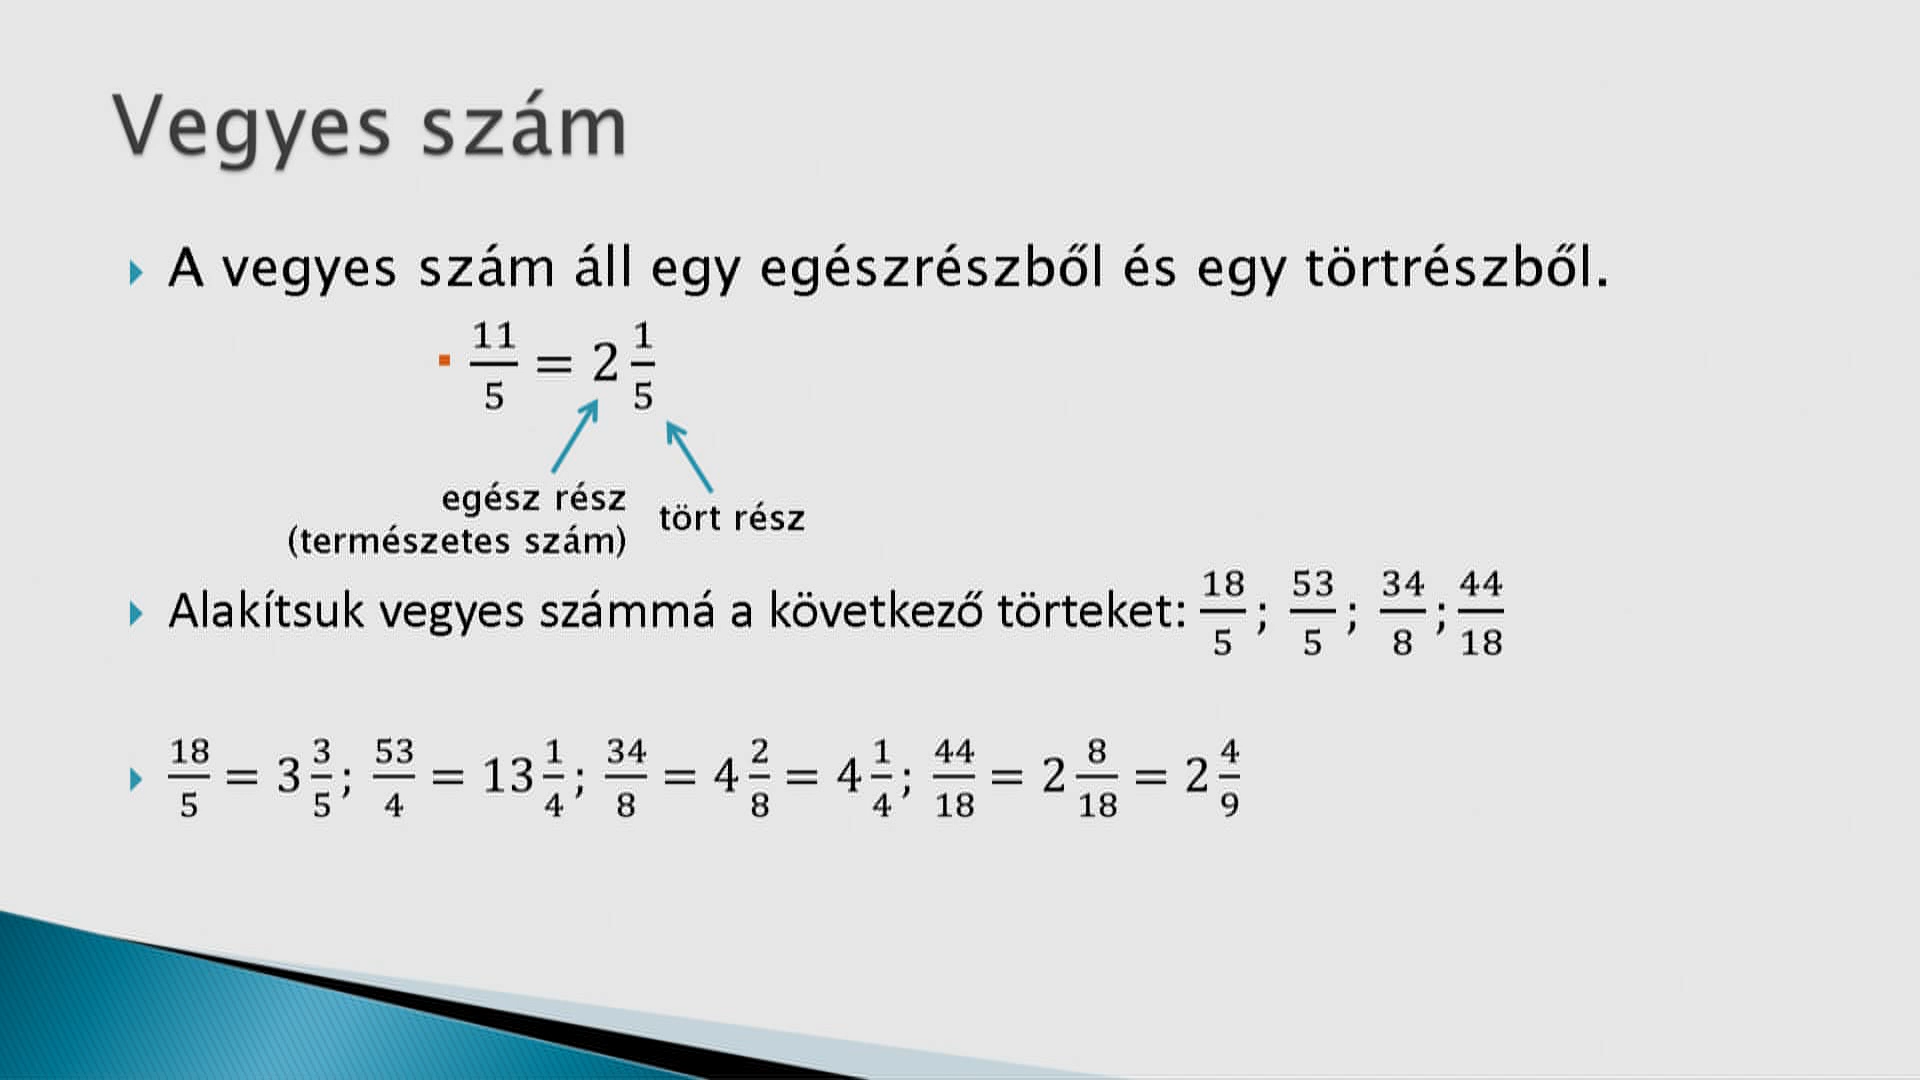 Vegyes szám
A vegyes szám áll egy egészrészből és egy törtrészből.
11/5 = 2 1/5
egész rész
(természetes szám)
tört rész
Alakítsuk vegyes számmá a következő törteket: 18/5; 53/5; 34/8; 44/18
18/5 = 3 3/5; 53/4 = 13 1/4; 34/8 = 4 2/8 = 4 1/4; 44/18 = 2 8/18 = 2 4/9